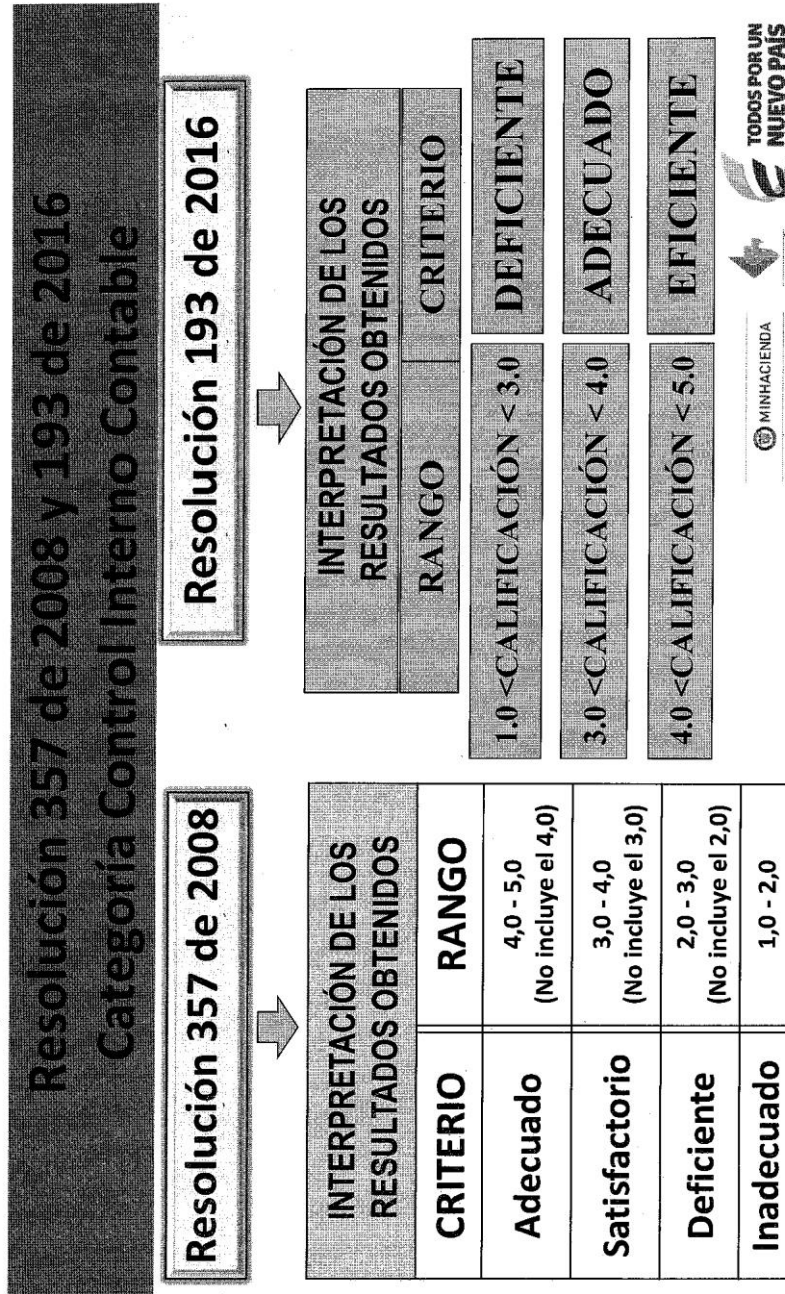 Resolución 357 de 2008 y 193 de 2016
Categoría Control Interno Contable
Resolución 357 de 2008
INTERPRETACIÓN DE LOS
RESULTADOS OBTENIDOS
CRITERIO RANGO
Adecuado 4,0 - 5,0
(No incluye el 4,0)
Satisfactorio 3,0 - 4,0
(No incluye el 3,0)
Deficiente 2,0 - 3,0
(No incluye el 2,0)
Inadecuado 1,0 - 2,0
Resolución 193 de 2016
INTERPRETACIÓN DE LOS
RESULTADOS OBTENIDOS
RANGO CRITERIO
1.0 <CALIFICACIÓN < 3.0 DEFICIENTE
3.0 <CALIFICACIÓN < 4.0 ADECUADO
4.0 <CALIFICACIÓN < 5.0 EFICIENTE
MINHACIENDA
TODOS POR UN
NUEVO PAÍS